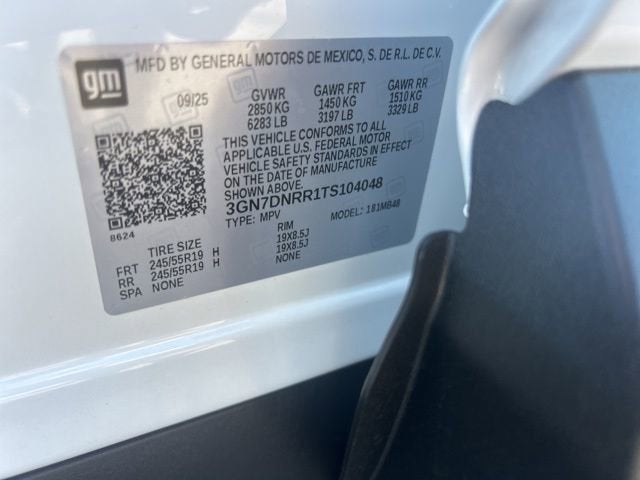 gm
MFD BY GENERAL MOTORS DE MEXICO, S. DE R.L. DE C.V.
09/25 GVWR GAWR FRT GAWR RR
2850 KG 1450 KG 1510 KG
6283 LB 3197 LB 3329 LB
THIS VEHICLE CONFORMS TO ALL
APPLICABLE U.S. FEDERAL MOTOR
VEHICLE SAFETY STANDARDS IN EFFECT
ON THE DATE OF MANUFACTURE
SHOWN ABOVE.
3GN7DNRR1TS104048
TYPE: MPV MODEL: 181MB48
8624
TIRE SIZE RIM
FRT 245/55R19 H 19X8.5J
RR 245/55R19 H 19X8.5J
SPA NONE NONE